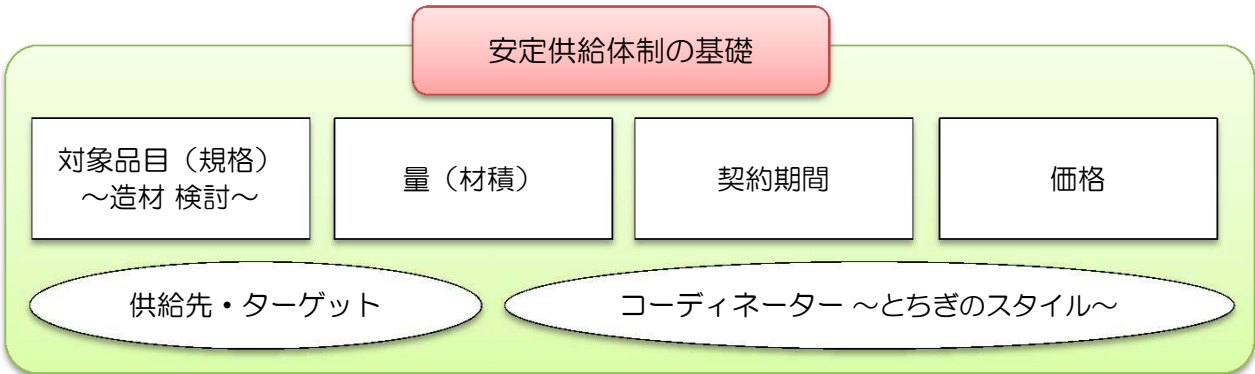 安定供給体制の基礎
対象品目（規格）
～造材 検討～
量（材積）
契約期間
価格
供給先・ターゲット
コーディネーター ～とちぎのスタイル～